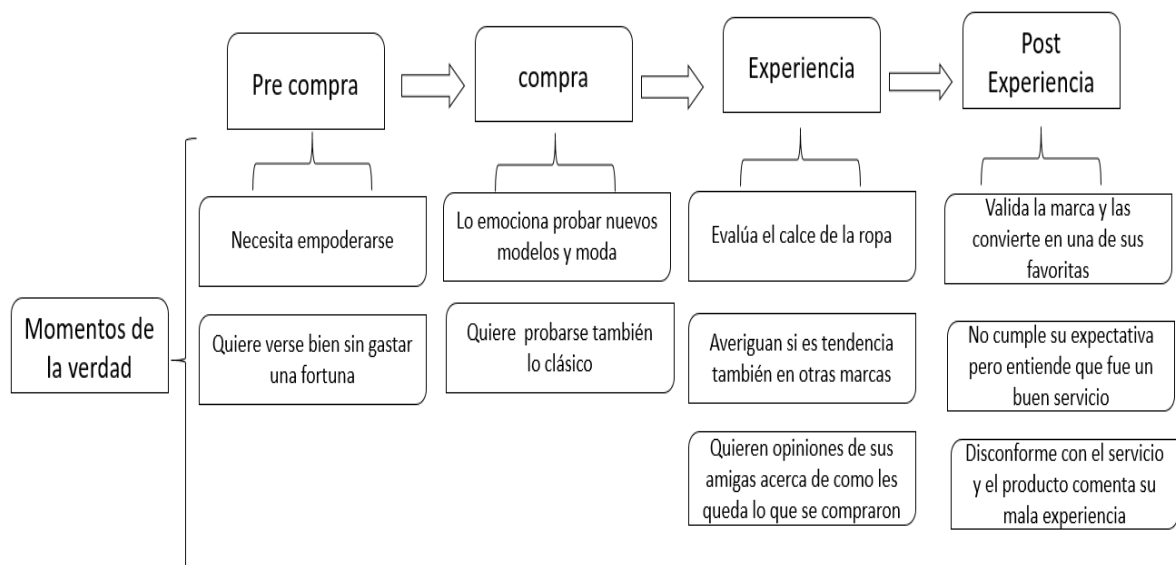 Pre compra
compra
Experiencia
Post
Experiencia
Momentos de
la verdad
Necesita empoderarse
Quiere verse bien sin gastar
una fortuna
Lo emociona probar nuevos
modelos y moda
Quiere probarse también
lo clásico
Evalúa el calce de la ropa
Averiguan si es tendencia
también en otras marcas
Quieren opiniones de sus
amigas acerca de como les
queda lo que se compraron
Valida la marca y las
convierte en una de sus
favoritas
No cumple su expectativa
pero entiende que fue un
buen servicio
Disconforme con el servicio
y el producto comenta su
mala experiencia